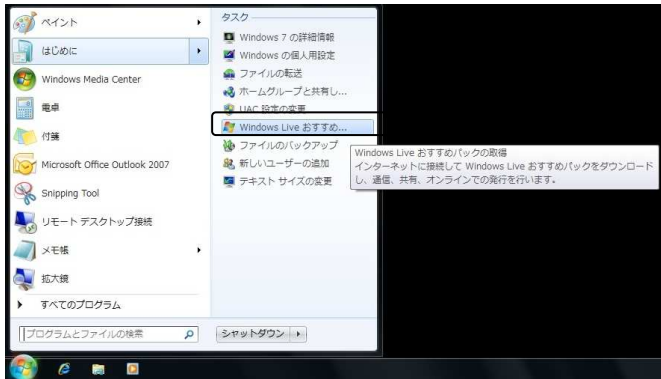 ペイント
はじめに
Windows Media Center
電卓
付箋
Microsoft Office Outlook 2007
Snipping Tool
リモート デスクトップ接続
メモ帳
拡大鏡
すべてのプログラム
プログラムとファイルの検索
タスク
Windows 7 の詳細情報
Windows の個人用設定
ファイルの転送
ホームグループと共有し...
UAC 設定の変更
Windows Live おすすめ...
ファイルのバックアップ
新しいユーザーの追加
テキスト サイズの変更
Windows Live おすすめパックの取得
インターネットに接続して Windows Live おすすめパックをダウンロード
し、通信、共有、オンラインでの発行を行います。
シャットダウン